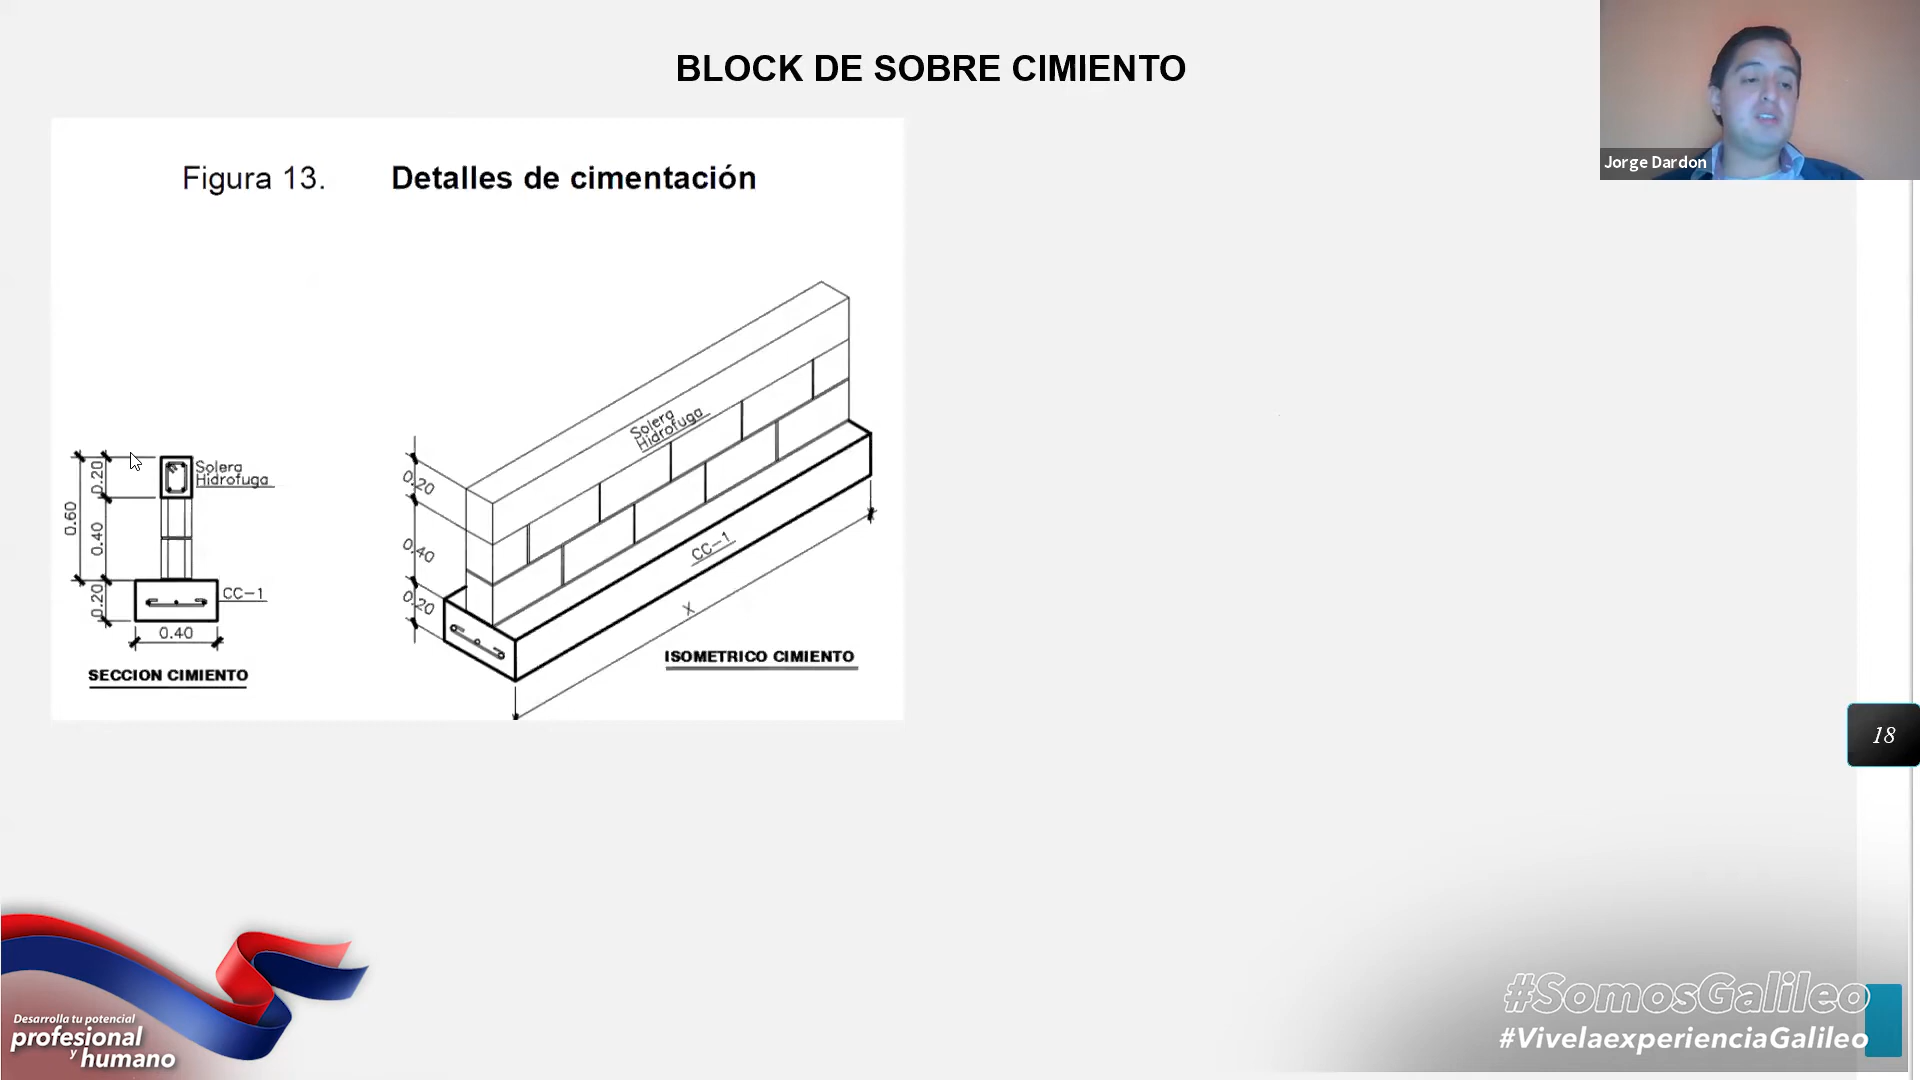 BLOCK DE SOBRE CIMIENTO
Jorge Dardon
Figura 13. Detalles de cimentación
0.20
0.60
0.40
0.20
0.40
Solera
Hidrofuga
CC-1
SECCION CIMIENTO
0.20
0.40
0.20
Solera
Hidrofuga
CC-1
X
ISOMETRICO CIMIENTO
18
Desarrolla tu potencial
profesional
y
humano
#SomosGalileo
#VivelaexperienciaGalileo